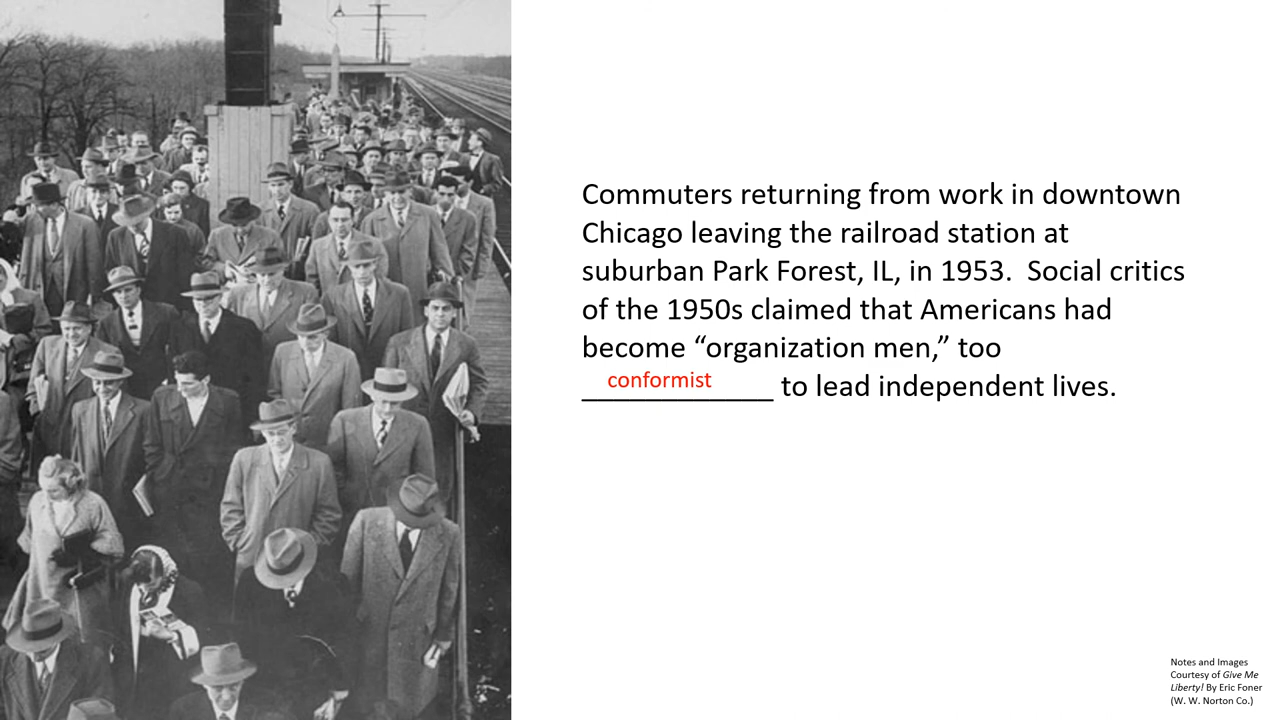 Commuters returning from work in downtown
Chicago leaving the railroad station at
suburban Park Forest, IL, in 1953.  Social critics
of the 1950s claimed that Americans had
become “organization men,” too
conformist to lead independent lives.
Notes and Images
Courtesy of Give Me
Liberty! By Eric Foner
(W. W. Norton Co.)